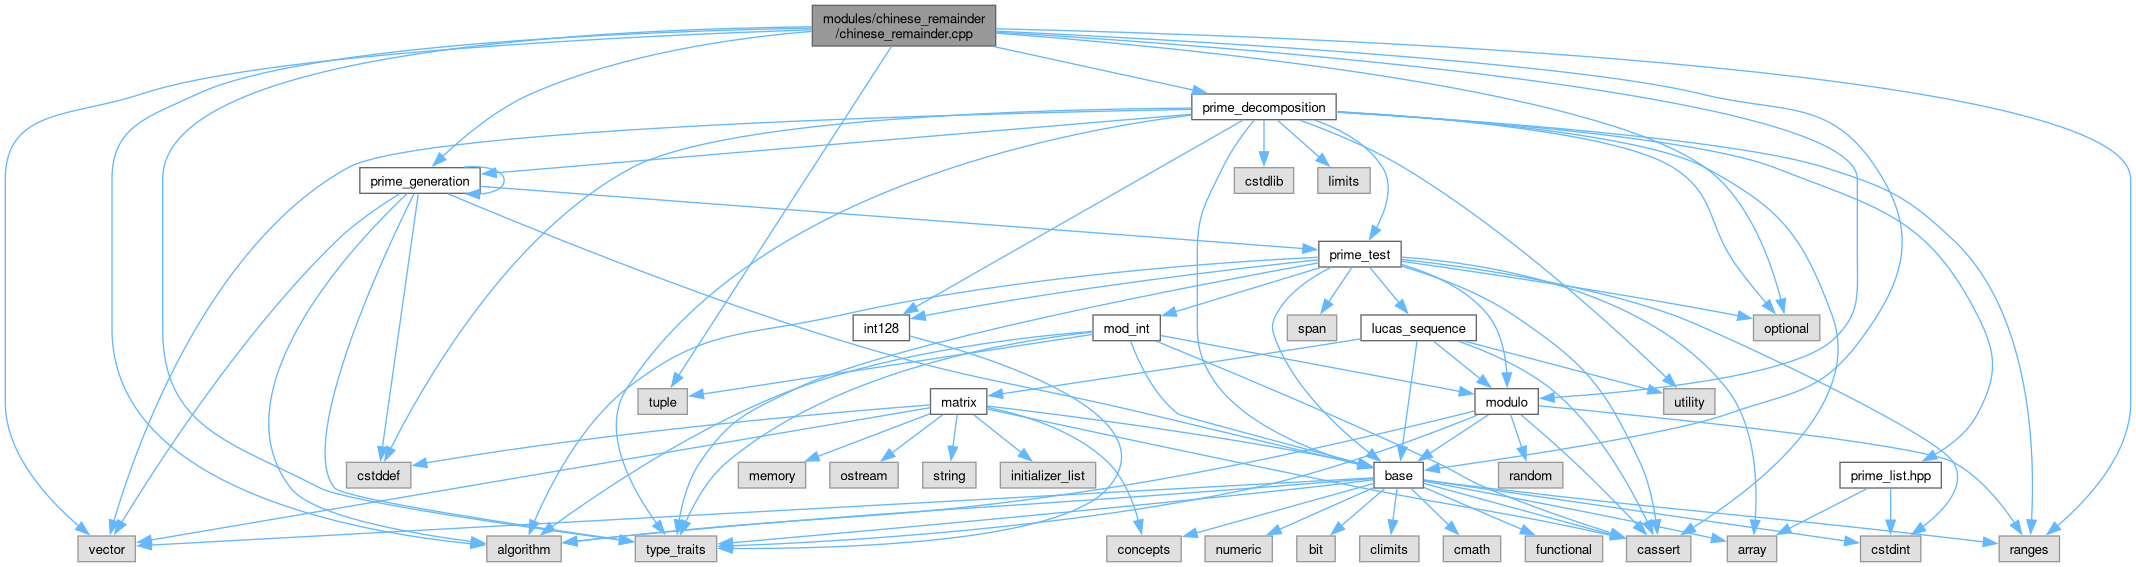 modules/chinese_remainder
/chinese_remainder.cpp
prime_decomposition
prime_generation
cstdlib
limits
prime_test
int128
mod_int
span
lucas_sequence
optional
tuple
matrix
modulo
utility
cstddef
memory
ostream
string
initializer_list
base
random
prime_list.hpp
vector
algorithm
type_traits
concepts
numeric
bit
climits
cmath
functional
cassert
array
cstdint
ranges